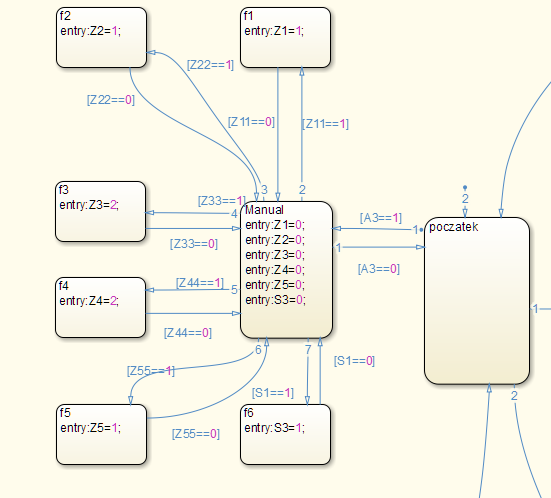 f2
entry:Z2=1;
f1
entry:Z1=1;
[Z22==1]
[Z22==0]
[Z11==0]
[Z11==1]
3
2
f3
entry:Z3=2;
[Z33==1]
4
[Z33==0]
Manual
entry:Z1=0;
entry:Z2=0;
entry:Z3=0;
entry:Z4=0;
entry:Z5=0;
entry:S3=0;
[A3==1]
1
1
[A3==0]
2
poczatek
1
2
f4
entry:Z4=2;
[Z44==1]
5
[Z44==0]
6
7
[Z55==1]
[S1==0]
[S1==1]
f5
entry:Z5=1;
[Z55==0]
f6
entry:S3=1;